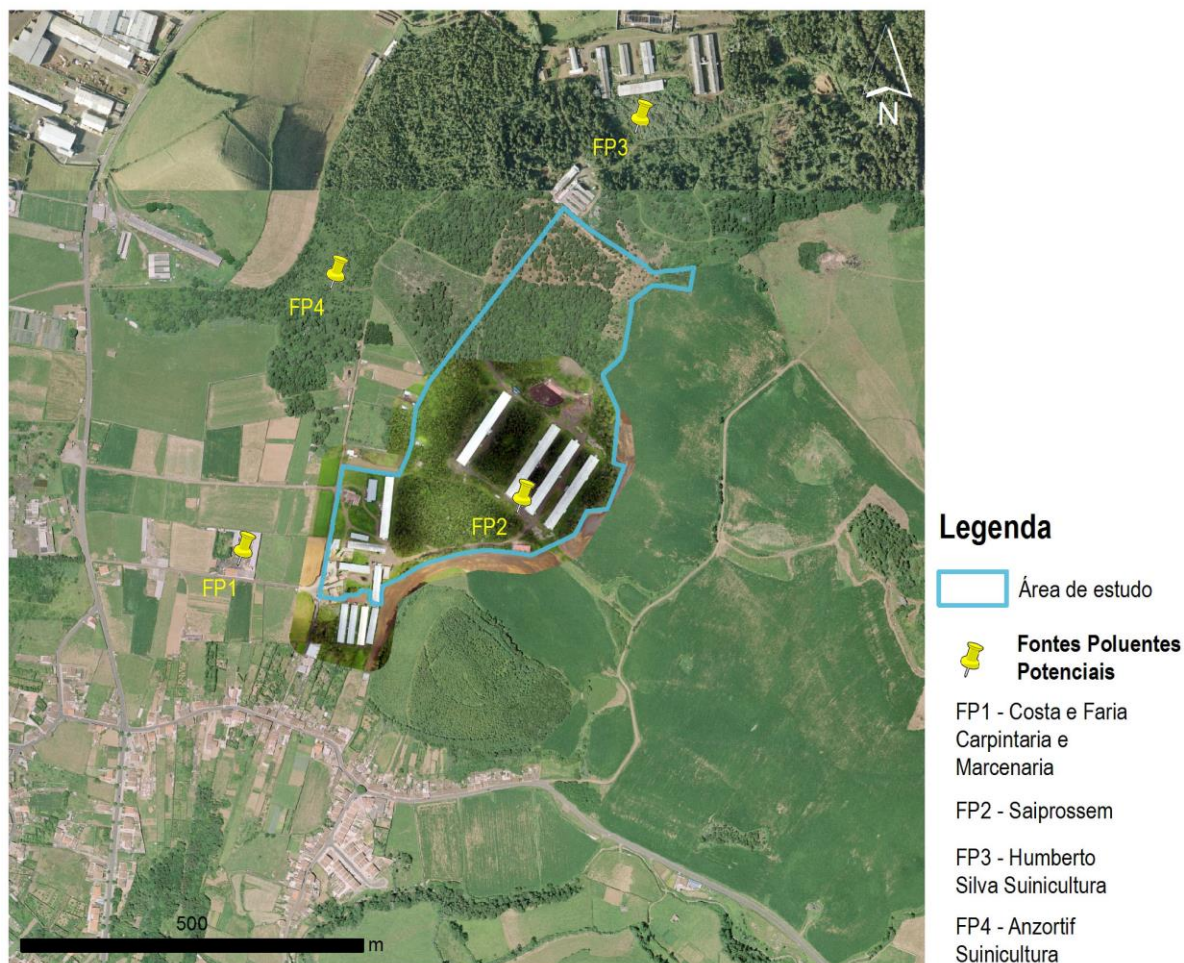 N
FP3
FP4
FP2
FP1
500
m
Legenda
Área de estudo
Fontes Poluentes
Potenciais
FP1 - Costa e Faria
Carpintaria e
Marcenaria
FP2 - Saiprossem
FP3 - Humberto
Silva Suinicultura
FP4 - Anzortif
Suinicultura